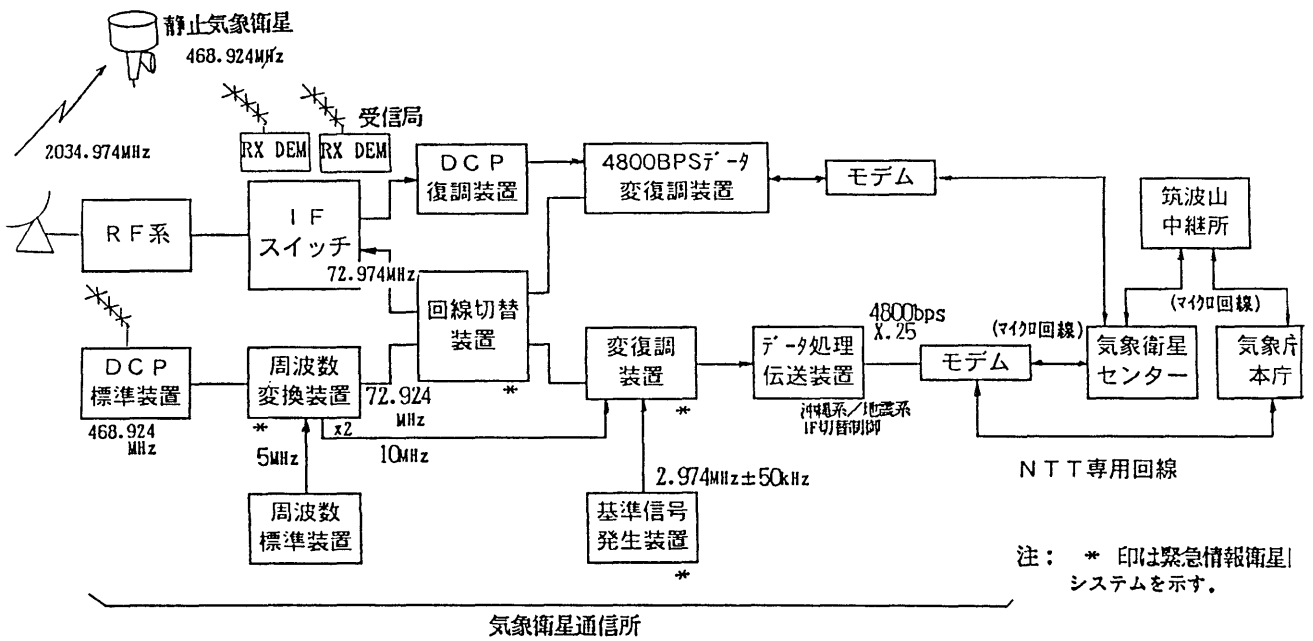 静止気象衛星
468.924MHz
2034.974MHz
受信局
RX DEM
RX DEM
DCP
復調装置
4800BPSデータ
変復調装置
モデム
筑波山
中継所
RF系
IF
スイッチ
72.974MHz
回線切替
装置
*
(マイクロ回線)
4800bps
X.25
(マイクロ回線)
DCP
標準装置
468.924
MHz
周波数
変換装置
*
72.924
MHz
変復調
装置
*
データ処理
伝送装置
沖縄系/地震系
IF切替制御
モデム
気象衛星
センター
気象庁
本庁
x2
5MHz
10MHz
2.974MHz±50kHz
NTT専用回線
周波数
標準装置
基準信号
発生装置
*
注: * 印は緊急情報衛星
システムを示す.
気象衛星通信所